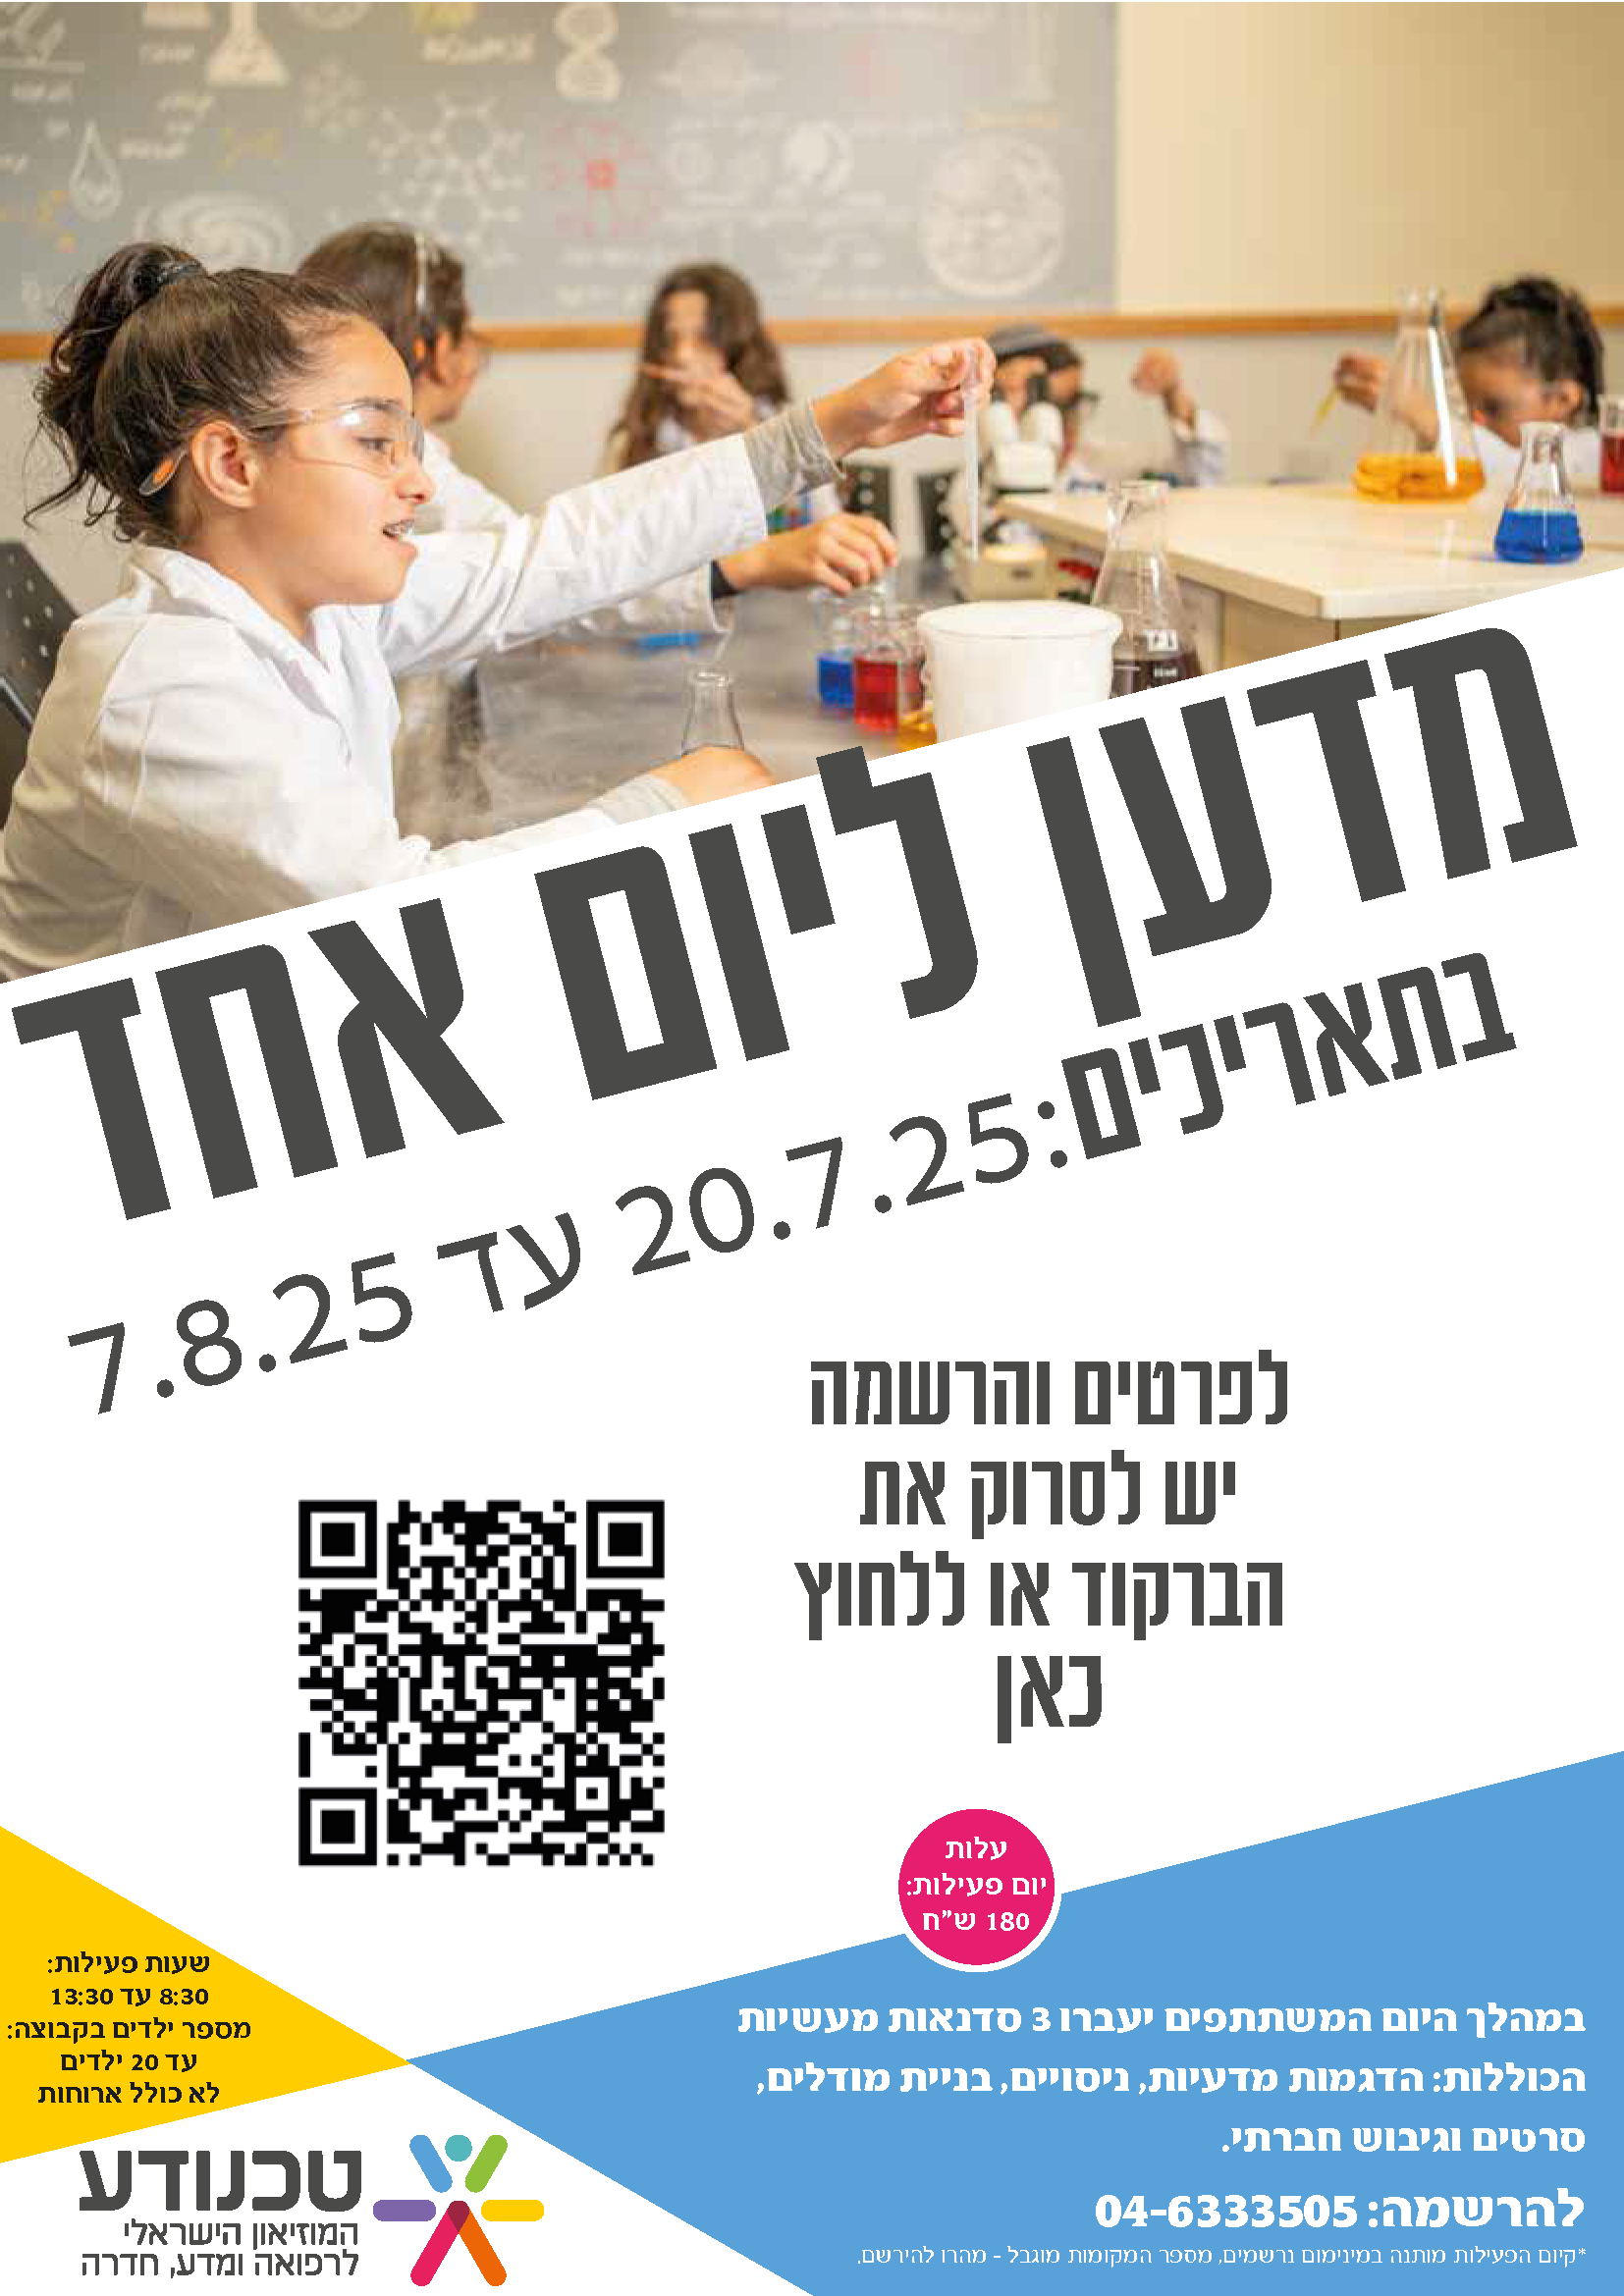 מדען ליום אחד
בתאריכים: 20.7.25 עד 7.8.25
לפרטים והרשמה
יש לסרוק את
הברקוד או ללחוץ
כאן
עלות
יום פעילות:
180 ש"ח
שעות פעילות:
8:30 עד 13:30
מספר ילדים בקבוצה:
עד 20 ילדים
לא כולל ארוחות
במהלך היום המשתתפים יעברו 3 סדנאות מעשיות
הכוללות: הדגמות מדעיות, ניסויים, בניית מודלים,
סרטים וגיבוש חברתי.
להרשמה: 04-6333505
*קיום הפעילות מותנה במינימום נרשמים, מספר המקומות מוגבל - מהרו להירשם.
טכנודע
המוזיאון הישראלי
לרפואה ומדע, חדרה